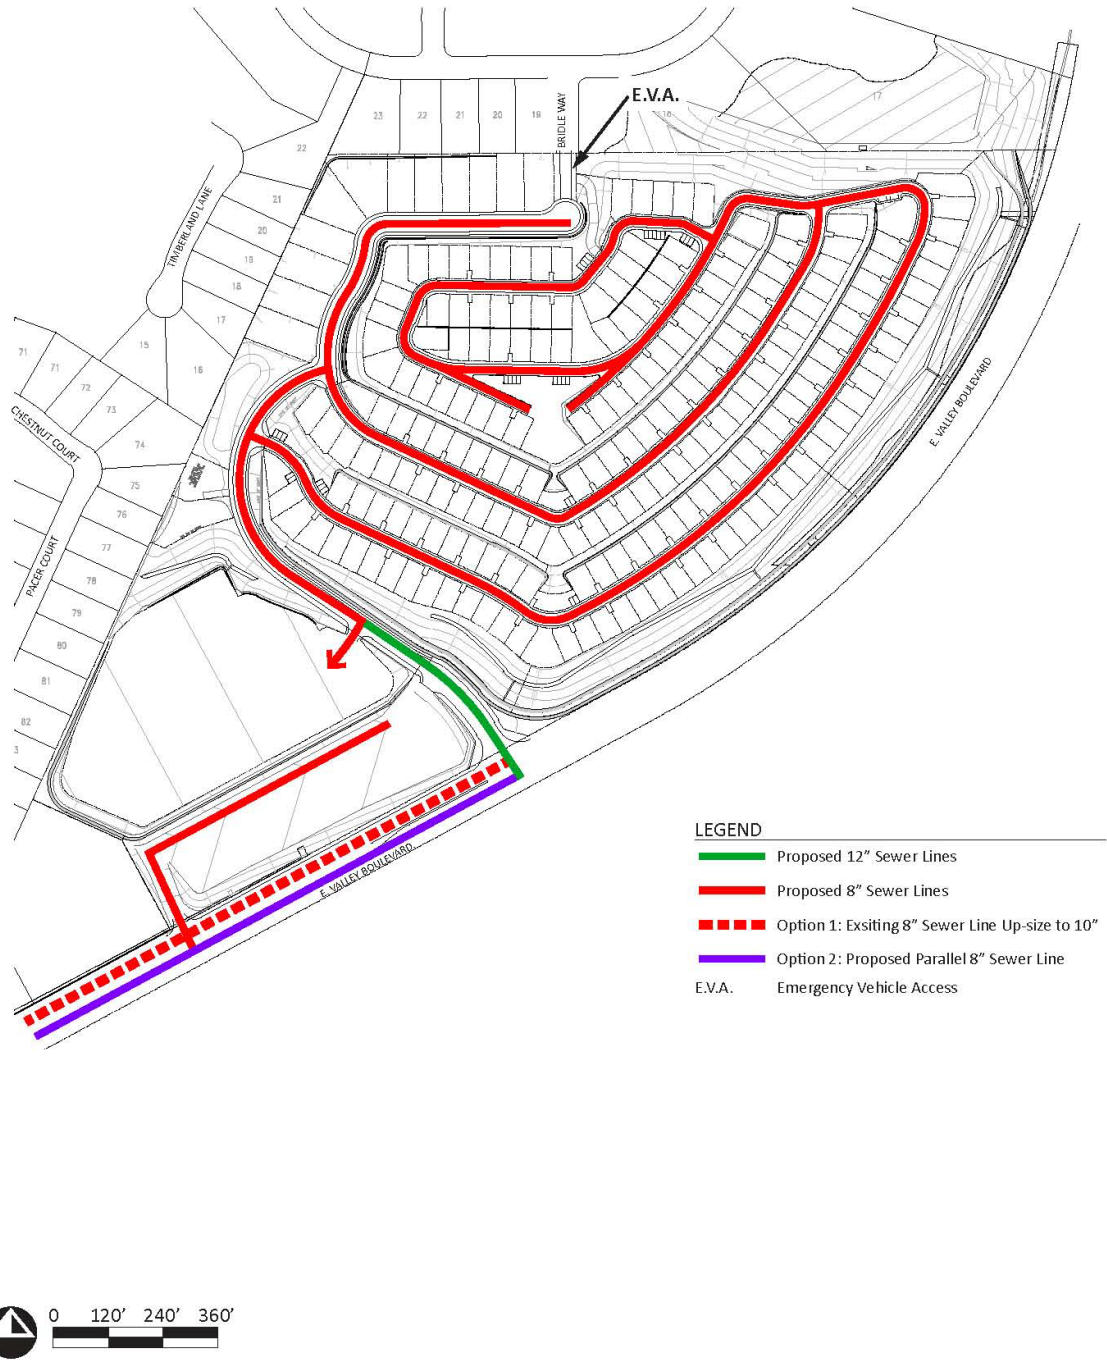 E.V.A.
BRIDLE WAY
17
18
23
22
21
20
19
22
TIMBERLAND LANE
21
20
19
18
17
15
16
71
71
72
73
74
CHESTNUT COURT
75
76
77
78
79
80
81
82
3
PACER COURT
E. VALLEY BOULEVARD
E. VALLEY BOULEVARD
LEGEND
Proposed 12” Sewer Lines
Proposed 8” Sewer Lines
Option 1: Exsiting 8” Sewer Line Up-size to 10”
Option 2: Proposed Parallel 8” Sewer Line
E.V.A. Emergency Vehicle Access
0 120’ 240’ 360’